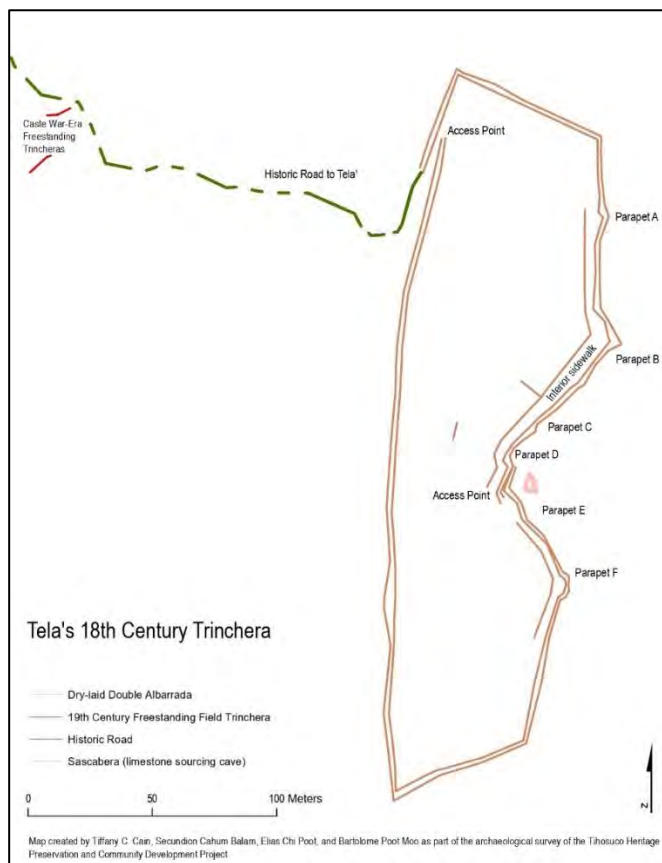 Caste War-Era
Freestanding
Trincheras
Access Point
Historic Road to Tela'
Parapet A
Parapet B
Interior sidewalk
Parapet C
Parapet D
Access Point
Parapet E
Parapet F
Tela's 18th Century Trinchera
Dry-laid Double Albarrada
19th Century Freestanding Field Trinchera
Historic Road
Sascabera (limestone sourcing cave)
0 50 100 Meters
N
Map created by Tiffany C. Cain, Secundion Cahum Balam, Elias Chi Poot, and Bartolome Poot Moo as part of the archaeological survey of the Tihosuco Heritage
Preservation and Community Development Project